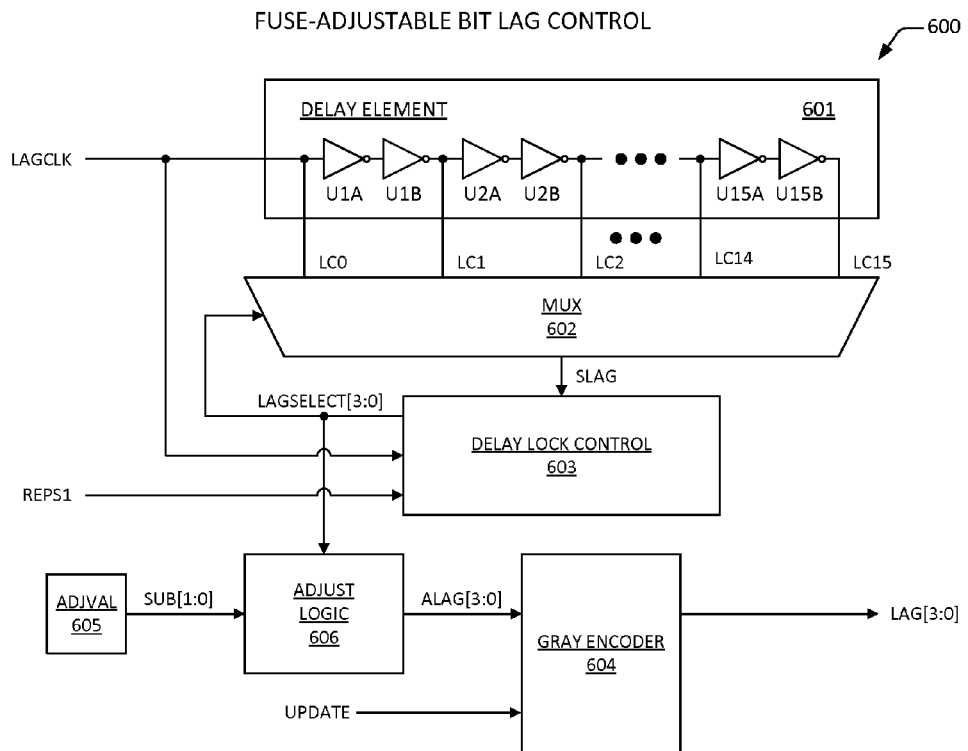 FUSE-ADJUSTABLE BIT LAG CONTROL
600
DELAY ELEMENT
601
LAGCLK
U1A U1B U2A U2B U15A U15B
LC0 LC1 LC2 LC14 LC15
MUX
602
SLAG
LAGSELECT[3:0]
DELAY LOCK CONTROL
603
REPS1
ADJVAL
605
SUB[1:0]
ADJUST
LOGIC
606
ALAG[3:0]
GRAY ENCODER
604
LAG[3:0]
UPDATE